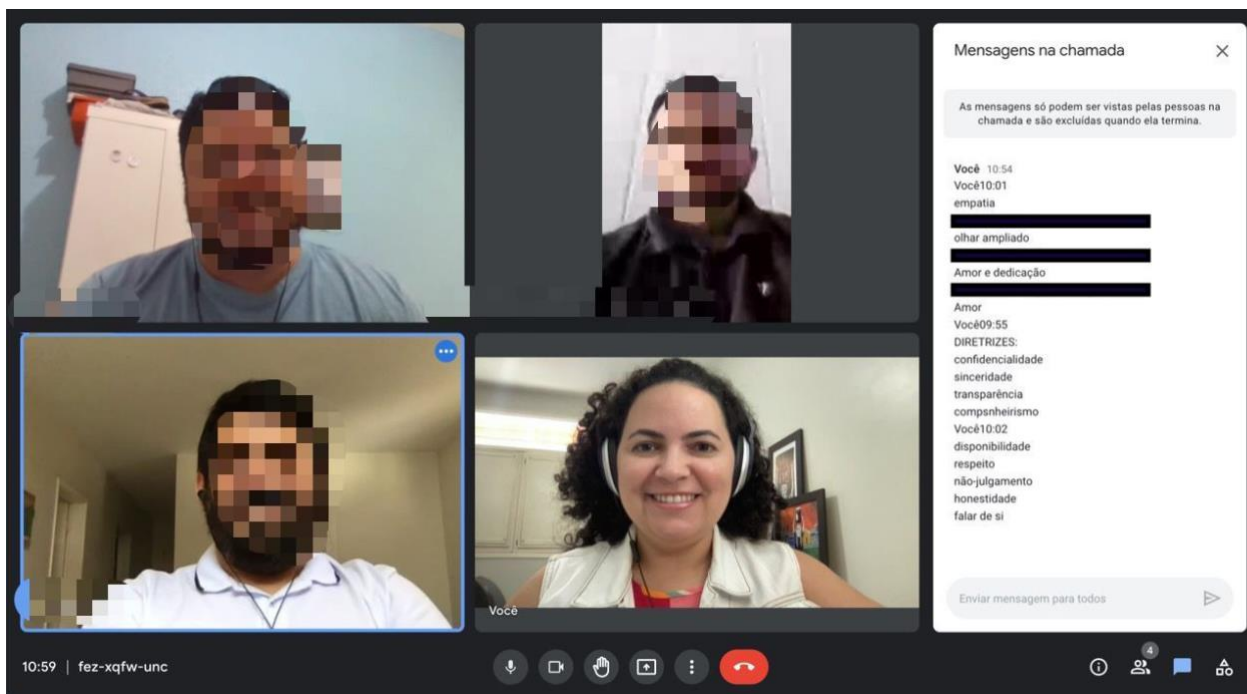 Mensagens na chamada
As mensagens só podem ser vistas pelas pessoas na
chamada e são excluídas quando ela termina.
Você 10:54
Você10:01
empatia
olhar ampliado
Amor e dedicação
Amor
Você09:55
DIRETRIZES:
confidencialidade
sinceridade
transparência
compsnheirismo
Você10:02
disponibilidade
respeito
não-julgamento
honestidade
falar de si
Enviar mensagem para todos
Você
10:59 | fez-xqfw-unc
4